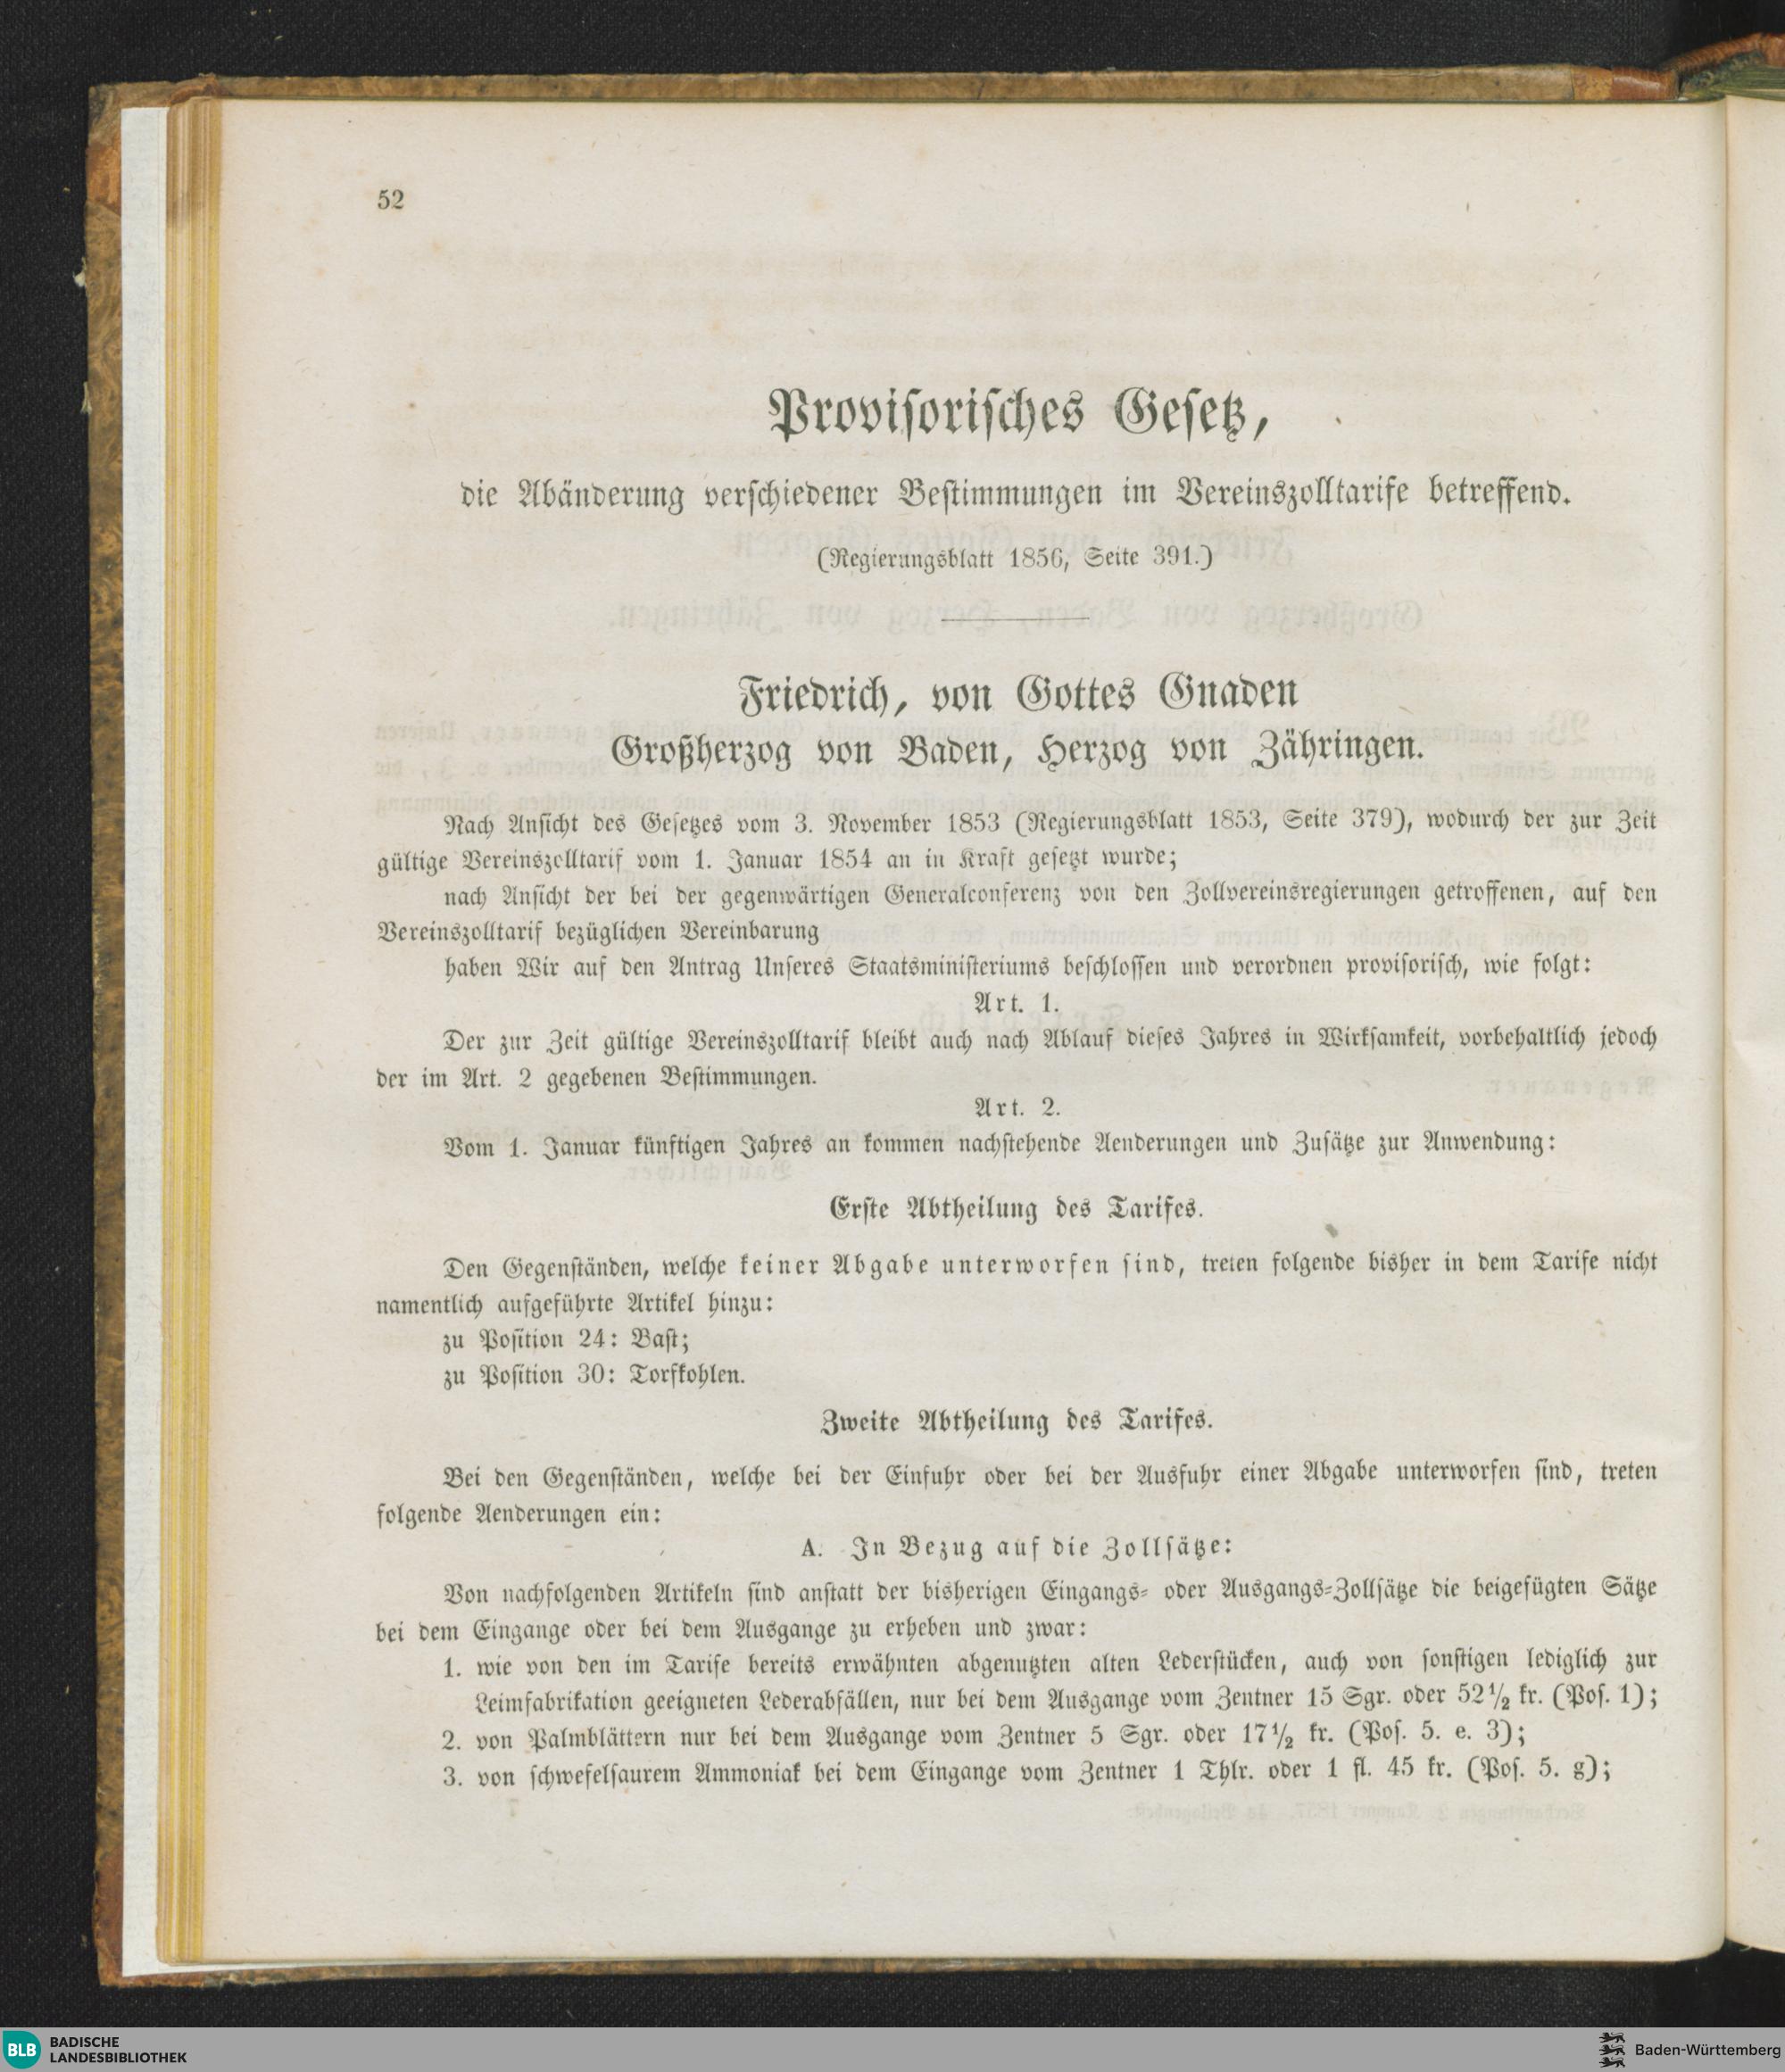 52
Provisorisches Gesetz,
die Abänderung verschiedener Bestimmungen im Vereinszolltarife betreffend.
(Regierungsblatt 1856, Seite 391.)
Friedrich, von Gottes Gnaden
Großherzog von Baden, Herzog von Zähringen.
Nach Ansicht des Gesetzes vom 3. November 1853 (Regierungsblatt 1853, Seite 379), wodurch der zur Zeit
gültige Vereinszolltarif vom 1. Januar 1854 an in Kraft gesetzt wurde;
nach Ansicht der bei der gegenwärtigen Generalconferenz von den Zollvereinsregierungen getroffenen, auf den
Vereinszolltarif bezüglichen Vereinbarung
haben Wir auf den Antrag Unseres Staatsministeriums beschlossen und verordnen provisorisch, wie folgt:
Art. 1.
Der zur Zeit gültige Vereinszolltarif bleibt auch nach Ablauf dieses Jahres in Wirksamkeit, vorbehaltlich jedoch
der im Art. 2 gegebenen Bestimmungen.
Art. 2.
Vom 1. Januar künftigen Jahres an kommen nachstehende Aenderungen und Zusätze zur Anwendung:
Erste Abtheilung des Tarifes.
Den Gegenständen, welche keiner Abgabe unterworfen sind, treten folgende bisher in dem Tarife nicht
namentlich aufgeführte Artikel hinzu:
zu Position 24: Bast;
zu Position 30: Torfkohlen.
Zweite Abtheilung des Tarifes.
Bei den Gegenständen, welche bei der Einfuhr oder bei der Ausfuhr einer Abgabe unterworfen sind, treten
folgende Aenderungen ein:
A. In Bezug auf die Zollsätze:
Von nachfolgenden Artikeln sind anstatt der bisherigen Eingangs- oder Ausgangs-Zollsätze die beigefügten Sätze
bei dem Eingange oder bei dem Ausgange zu erheben und zwar:
1. wie von den im Tarife bereits erwähnten abgenutzten alten Lederstücken, auch von sonstigen lediglich zur
Leimfabrikation geeigneten Lederabfällen, nur bei dem Ausgange vom Zentner 15 Sgr. oder 52½ kr. (Pos. 1);
2. von Palmblättern nur bei dem Ausgange vom Zentner 5 Sgr. oder 17½ kr. (Pos. 5. e. 3);
3. von schwefelsaurem Ammoniak bei dem Eingange vom Zentner 1 Thlr. oder 1 fl. 45 kr. (Pos. 5. g);
BLB BADISCHE
LANDESBIBLIOTHEK
Baden-Württemberg